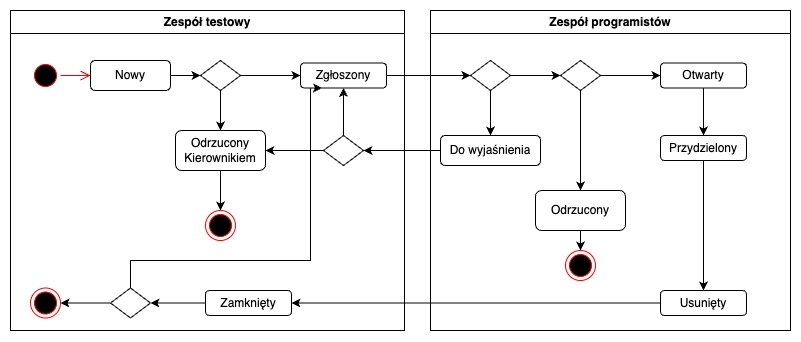 Zespół testowy
Zespół programistów
Nowy
Zgłoszony
Otwarty
Odrzucony
Kierownikiem
Do wyjaśnienia
Przydzielony
Odrzucony
Zamknięty
Usunięty